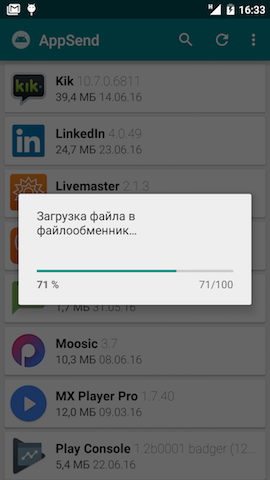 H 16:33
AppSend
kik• Kik 10.7.0.6811
39,4 МБ 14.06.16
in LinkedIn 4.0.49
24,7 МБ 23.06.16
Livemaster 2.1.3
Загрузка файла в
файлообменник...
71 % 71/100
1,7 МБ 31.05.16
Moosic 3.7
10,3 МБ 08.06.16
MX Player Pro 1.7.40
12,0 МБ 09.03.16
Play Console 1.2b0001 badger (12...
5,4 МБ 22.06.16